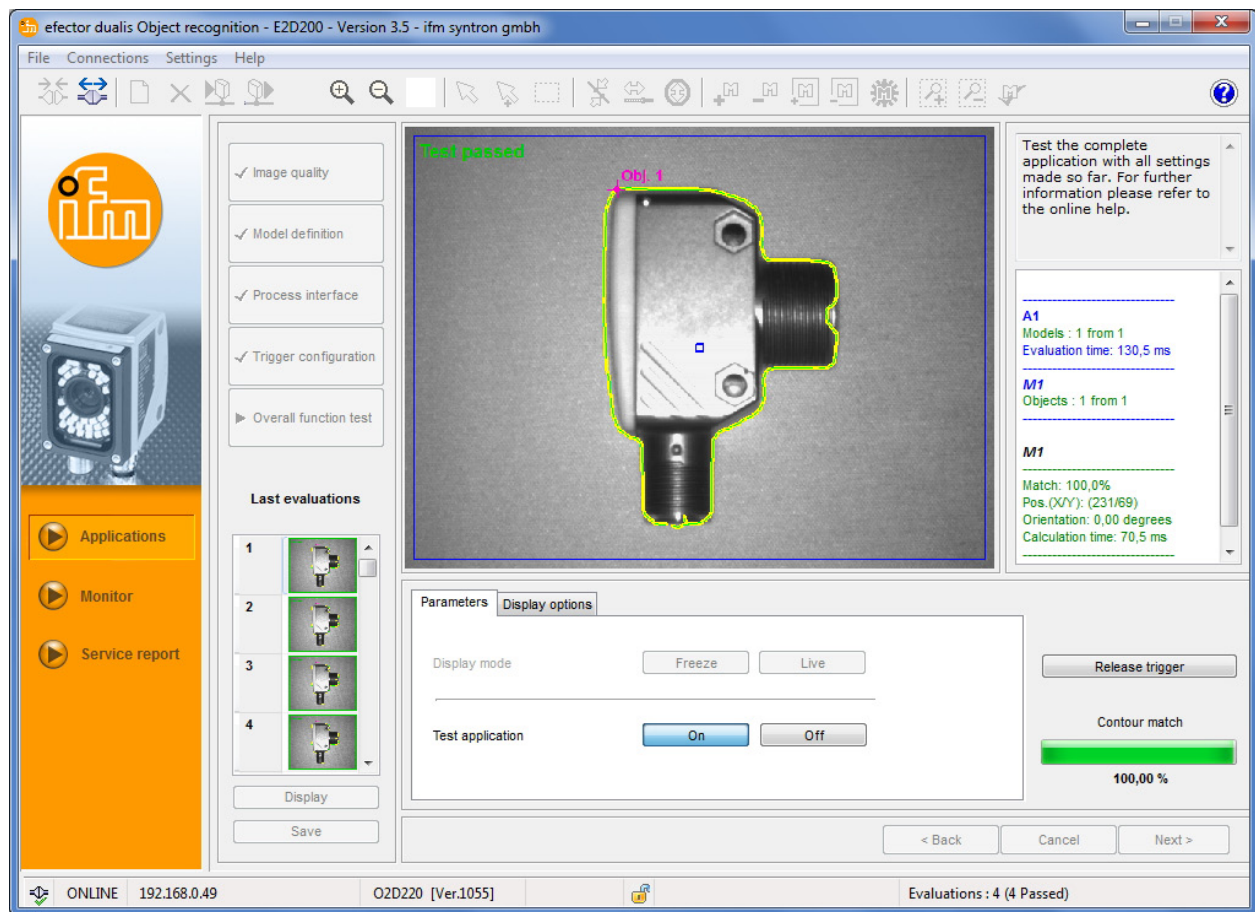 efector dualis Object recognition - E2D200 - Version 3.5 - ifm syntron gmbh
File Connections Settings Help
ifm
Applications
Monitor
Service report
✓ Image quality
✓ Model definition
✓ Process interface
✓ Trigger configuration
▶ Overall function test
Last evaluations
1
2
3
4
Display
Save
Test passed
Obj. 1
Test the complete
application with all settings
made so far. For further
information please refer to
the online help.
A1
Models : 1 from 1
Evaluation time: 130,5 ms
M1
Objects : 1 from 1
M1
Match: 100,0%
Pos.(X/Y): (231/69)
Orientation: 0,00 degrees
Calculation time: 70,5 ms
Parameters Display options
Display mode Freeze Live
Test application On Off
Release trigger
Contour match
100,00 %
< Back Cancel Next >
ONLINE 192.168.0.49 O2D220 [Ver.1055] Evaluations : 4 (4 Passed)